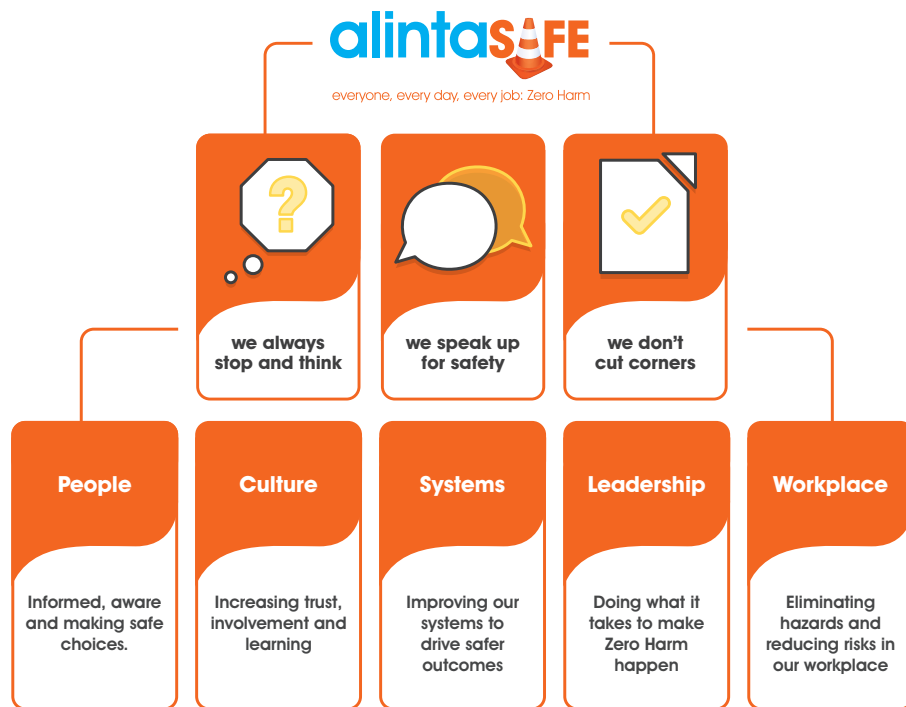 alintaSAFE
everyone, every day, every job: Zero Harm
?
we always
stop and think
we speak up
for safety
we don't
cut corners
People
Culture
Systems
Leadership
Workplace
Informed, aware
and making safe
choices.
Increasing trust,
involvement and
learning
Improving our
systems to
drive safer
outcomes
Doing what it
takes to make
Zero Harm
happen
Eliminating
hazards and
reducing risks in
our workplace